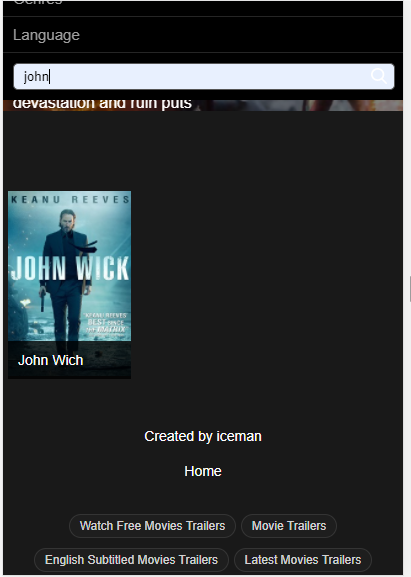 Genres
Language
john
devastation and ruin puts
KEANU REEVES
JOHN WICK
KEANU REEVES'
BEST SINCE
THE MATRIX
John Wich
Created by iceman
Home
Watch Free Movies Trailers
Movie Trailers
English Subtitled Movies Trailers
Latest Movies Trailers